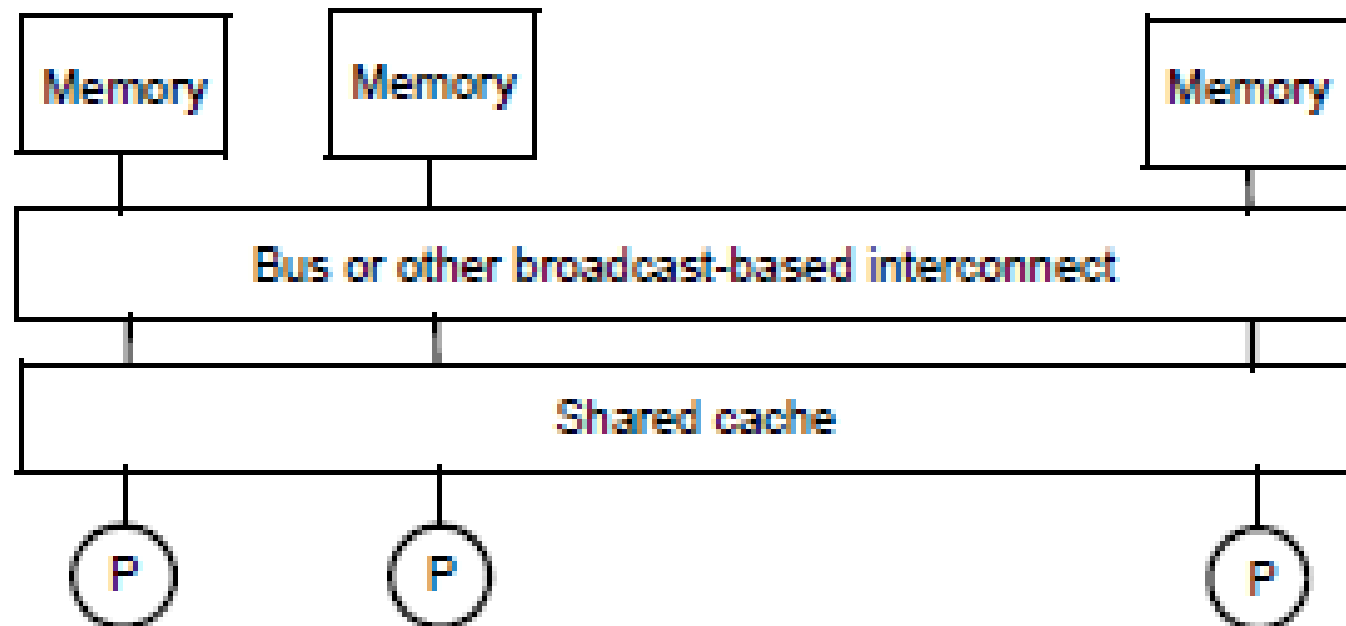 Memory Memory Memory
Bus or other broadcast-based interconnect
Shared cache
P P P